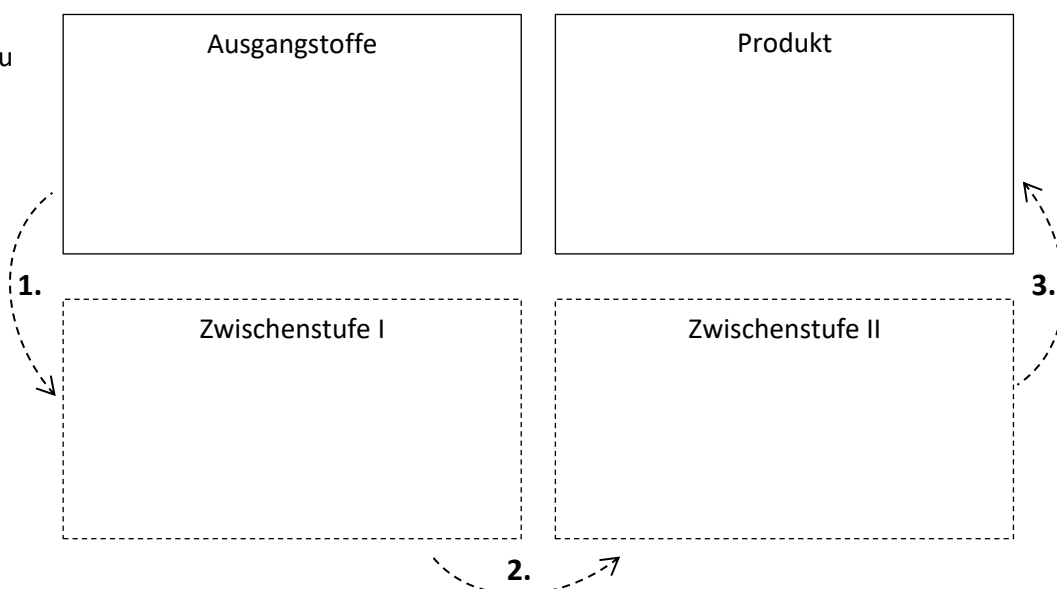 u
Ausgangstoffe
Produkt
1.
3.
Zwischenstufe I
Zwischenstufe II
2.